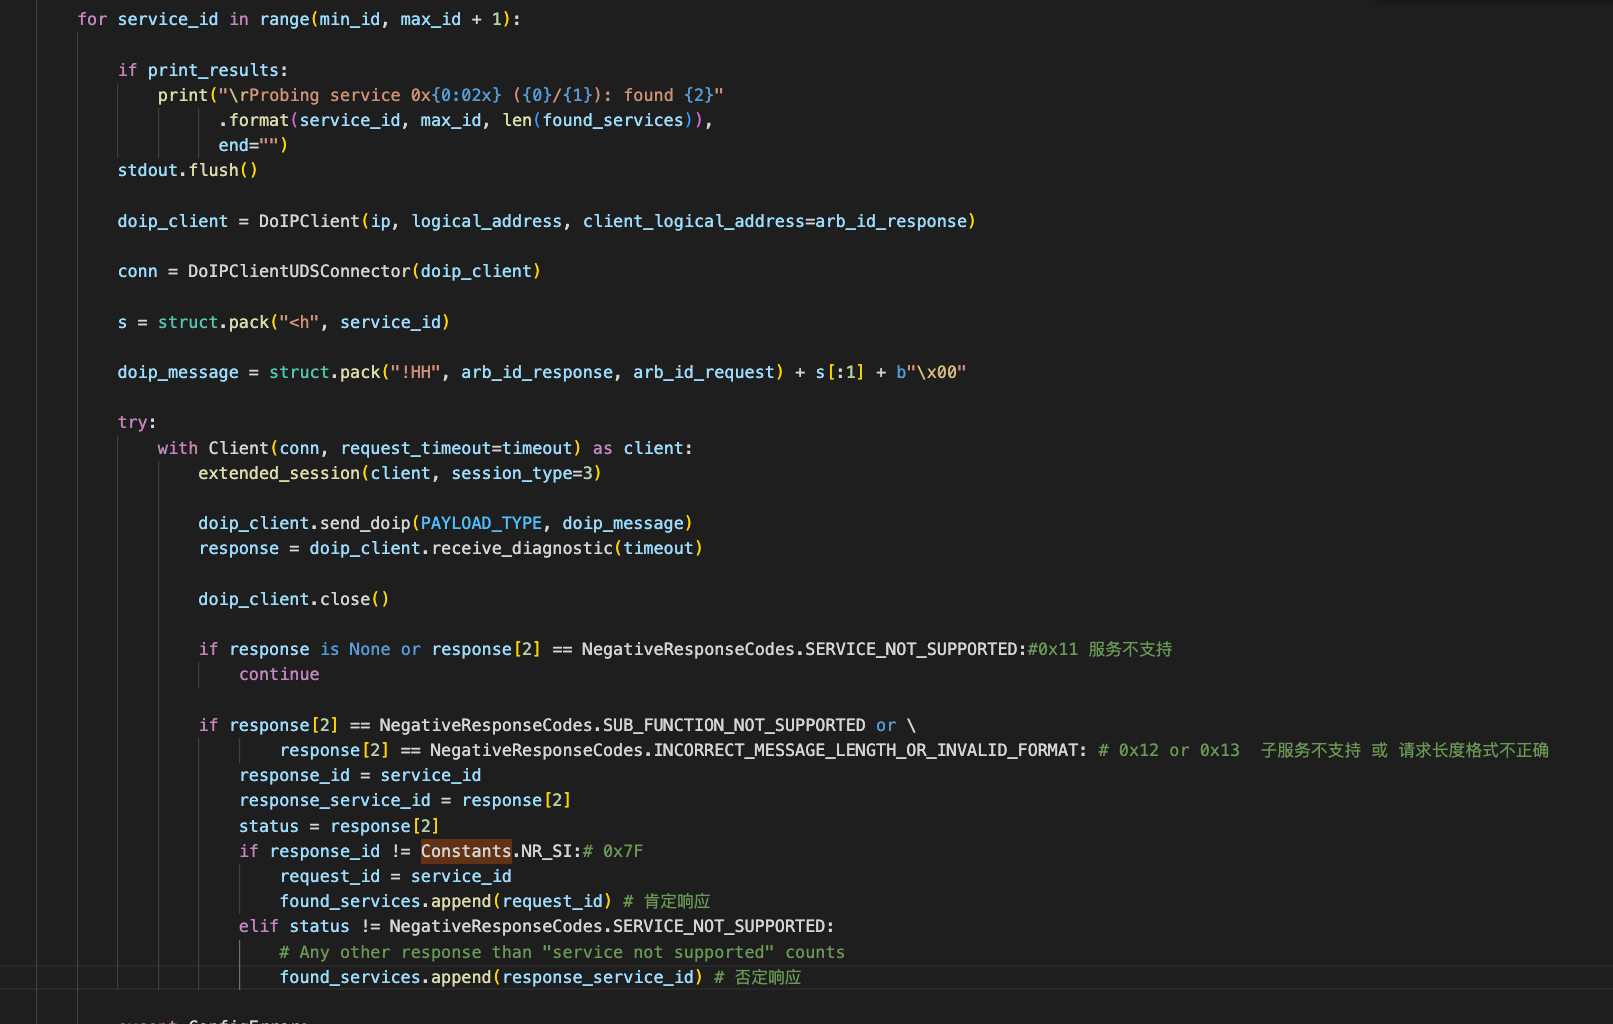 for service_id in range(min_id, max_id + 1):
if print_results:
print("\rProbing service 0x{0:02x} ({0}/{1}): found {2}"
.format(service_id, max_id, len(found_services)),
end="")
stdout.flush()
doip_client = DoIPClient(ip, logical_address, client_logical_address=arb_id_response)
conn = DoIPClientUDSConnector(doip_client)
s = struct.pack("<h", service_id)
doip_message = struct.pack("!HH", arb_id_response, arb_id_request) + s[:1] + b"\x00"
try:
with Client(conn, request_timeout=timeout) as client:
extended_session(client, session_type=3)
doip_client.send_doip(PAYLOAD_TYPE, doip_message)
response = doip_client.receive_diagnostic(timeout)
doip_client.close()
if response is None or response[2] == NegativeResponseCodes.SERVICE_NOT_SUPPORTED:#0x11 服务不支持
continue
if response[2] == NegativeResponseCodes.SUB_FUNCTION_NOT_SUPPORTED or \
response[2] == NegativeResponseCodes.INCORRECT_MESSAGE_LENGTH_OR_INVALID_FORMAT: # 0x12 or 0x13  子服务不支持 或 请求长度格式不正确
response_id = service_id
response_service_id = response[2]
status = response[2]
if response_id != Constants.NR_SI:# 0x7F
request_id = service_id
found_services.append(request_id) # 肯定响应
elif status != NegativeResponseCodes.SERVICE_NOT_SUPPORTED:
# Any other response than "service not supported" counts
found_services.append(response_service_id) # 否定响应